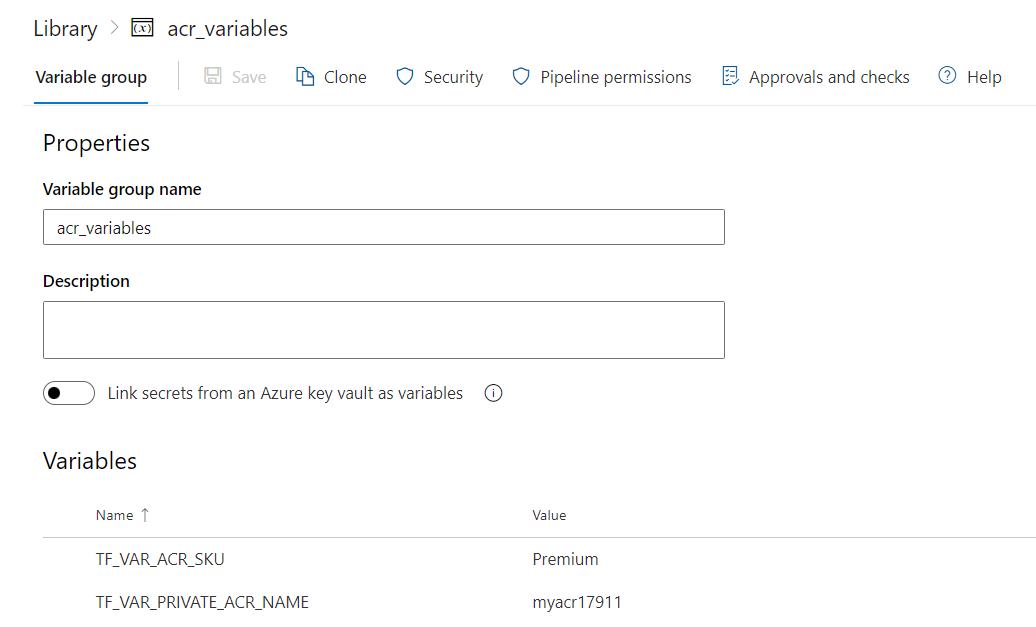 Library > (x) acr_variables
Variable group Save Clone Security Pipeline permissions Approvals and checks ? Help
Properties
Variable group name
acr_variables
Description
Link secrets from an Azure key vault as variables i
Variables
Name ↑ Value
TF_VAR_ACR_SKU Premium
TF_VAR_PRIVATE_ACR_NAME myacr17911